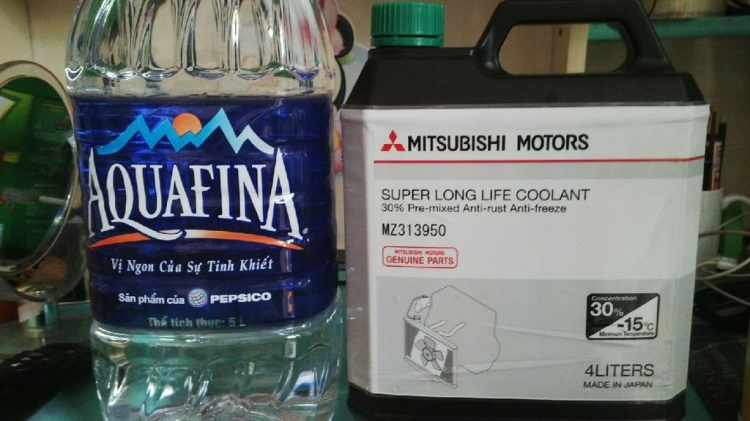 AQUAFINA
Vị Ngon Của Sự Tinh Khiết
Sản phẩm của PEPSICO
Thể tích thực: 5 L
MITSUBISHI MOTORS
SUPER LONG LIFE COOLANT
30% Pre-mixed Anti-rust Anti-freeze
MZ313950
MITSUBISHI MOTORS
GENUINE PARTS
Concentration
30%
-15°C
Minimum Temperature
4LITERS
MADE IN JAPAN